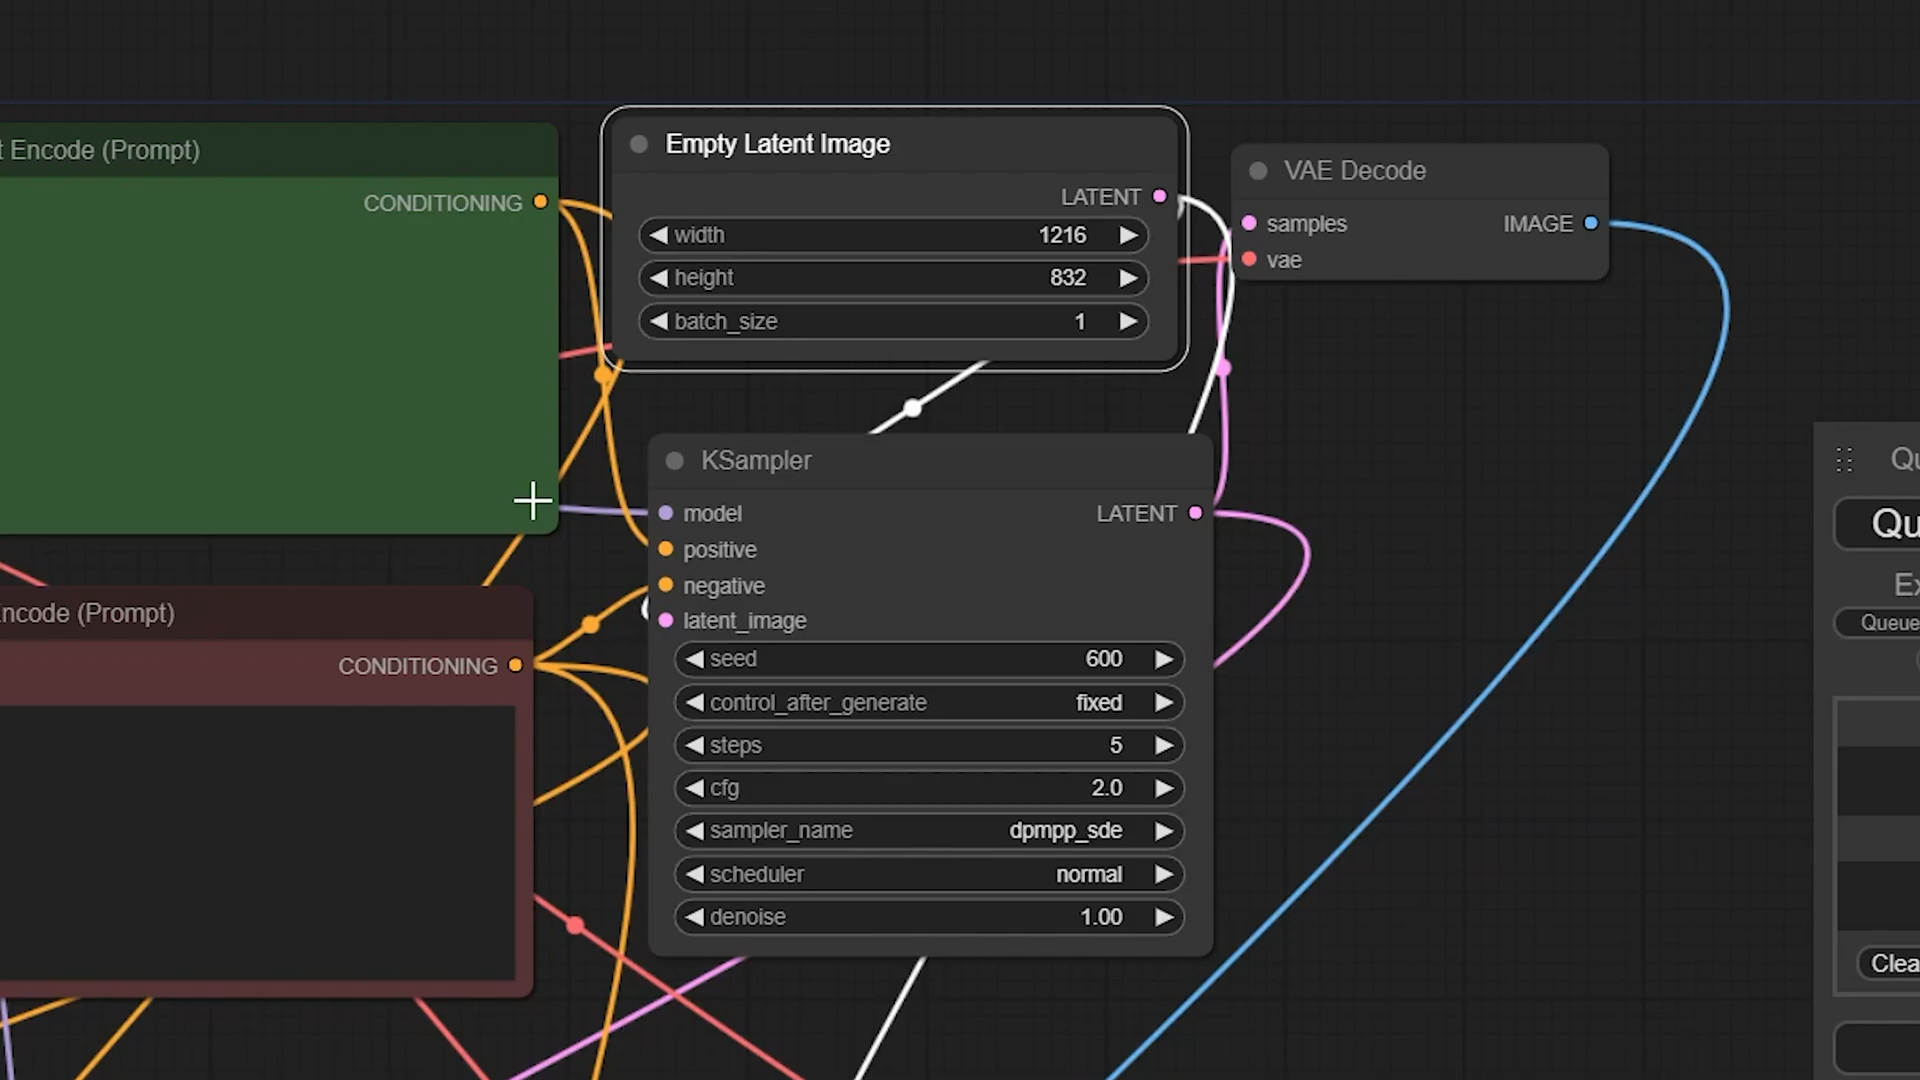 t Encode (Prompt)
CONDITIONING
Empty Latent Image
LATENT
width 1216
height 832
batch_size 1
VAE Decode
samples IMAGE
vae
KSampler
model LATENT
positive
negative
latent_image
seed 600
control_after_generate fixed
steps 5
cfg 2.0
sampler_name dpmpp_sde
scheduler normal
denoise 1.00
ncode (Prompt)
CONDITIONING
Qu
Qu
Ex
Queue
Clea